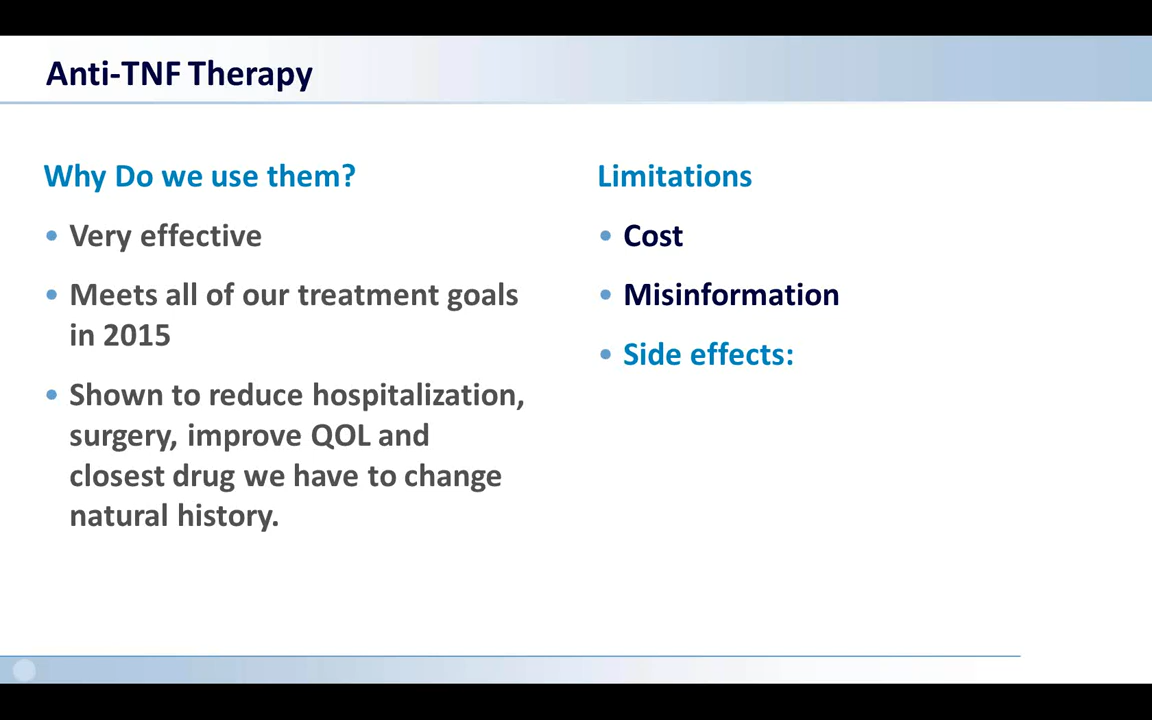 Anti-TNF Therapy
Why Do we use them?
• Very effective
• Meets all of our treatment goals
in 2015
• Shown to reduce hospitalization,
surgery, improve QOL and
closest drug we have to change
natural history.
Limitations
• Cost
• Misinformation
• Side effects: